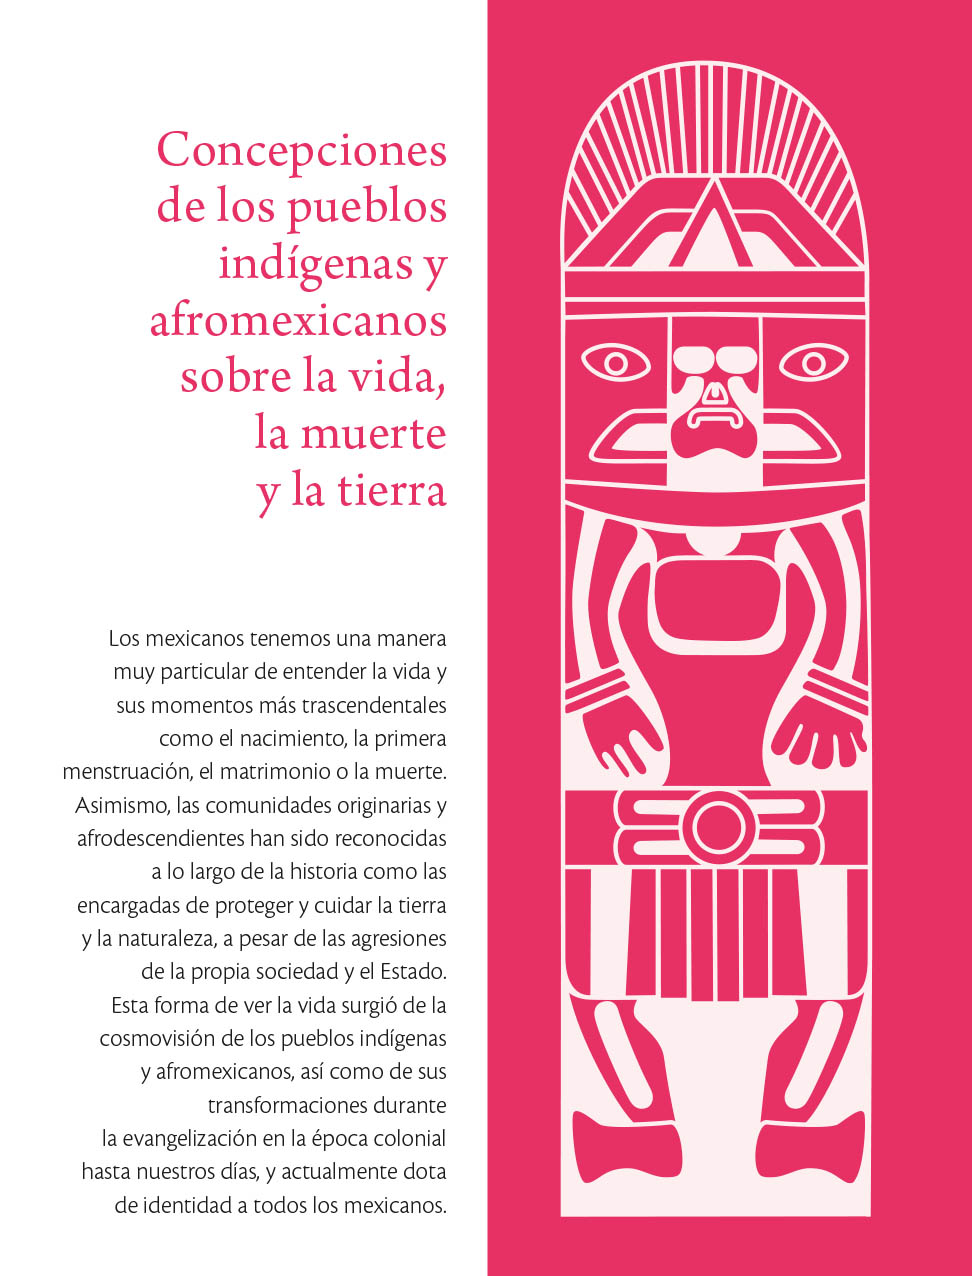 Concepciones
de los pueblos
indígenas y
afromexicanos
sobre la vida,
la muerte
y la tierra
Los mexicanos tenemos una manera
muy particular de entender la vida y
sus momentos más trascendentales
como el nacimiento, la primera
menstruación, el matrimonio o la muerte.
Asimismo, las comunidades originarias y
afrodescendientes han sido reconocidas
a lo largo de la historia como las
encargadas de proteger y cuidar la tierra
y la naturaleza, a pesar de las agresiones
de la propia sociedad y el Estado.
Esta forma de ver la vida surgió de la
cosmovisión de los pueblos indígenas
y afromexicanos, así como de sus
transformaciones durante
la evangelización en la época colonial
hasta nuestros días, y actualmente dota
de identidad a todos los mexicanos.